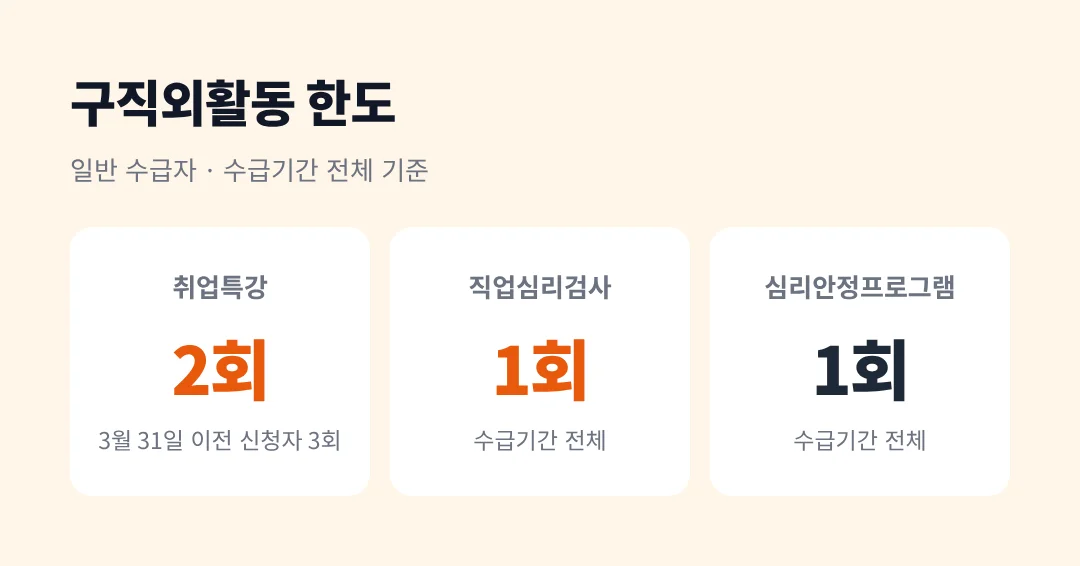 구직외활동 한도
일반 수급자 · 수급기간 전체 기준
취업특강
2회
3월 31일 이전 신청자 3회
직업심리검사
1회
수급기간 전체
심리안정프로그램
1회
수급기간 전체